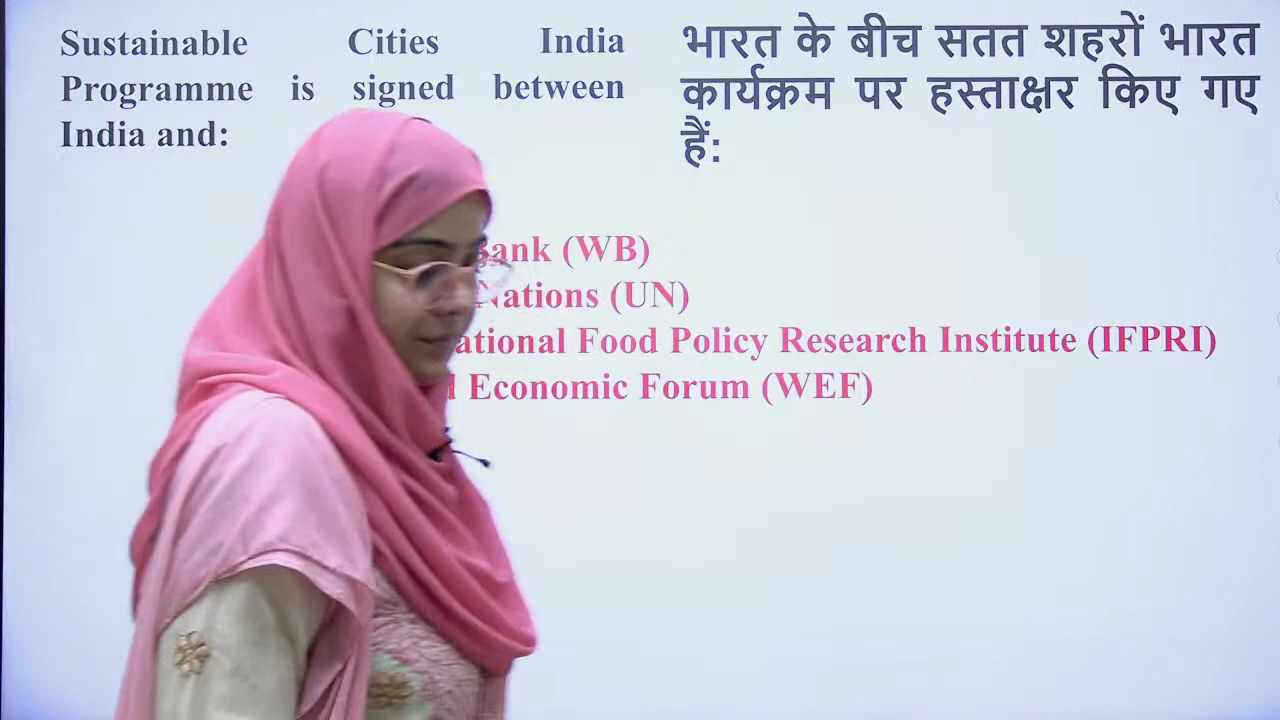 Sustainable Cities India
Programme is signed between
India and:
भारत के बीच सतत शहरों भारत
कार्यक्रम पर हस्ताक्षर किए गए
हैं:
Bank (WB)
Nations (UN)
ational Food Policy Research Institute (IFPRI)
d Economic Forum (WEF)